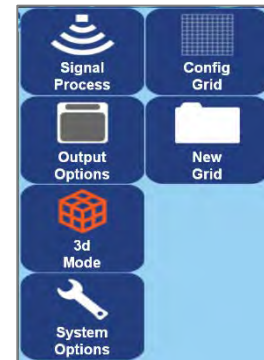 Signal
Process
Config
Grid
Output
Options
New
Grid
3d
Mode
System
Options